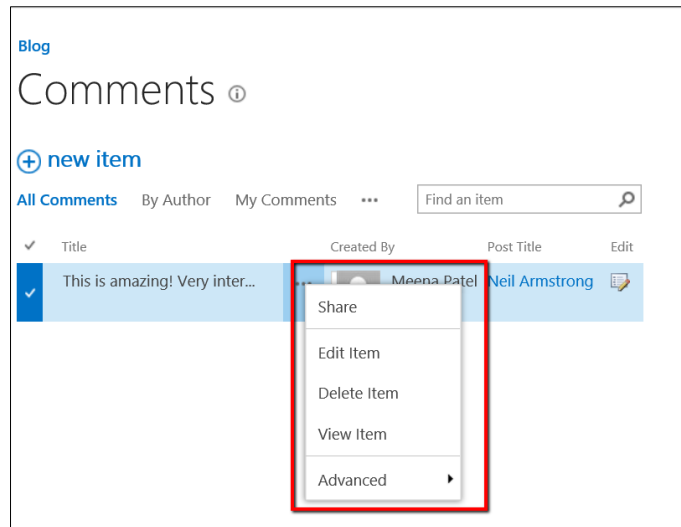 Blog
Comments
new item
All Comments By Author My Comments ... Find an item
Title Created By Post Title Edit
This is amazing! Very inter... ... Meena Patel Neil Armstrong
Share
Edit Item
Delete Item
View Item
Advanced